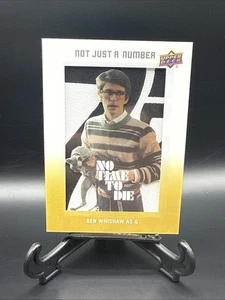 NOT JUST A NUMBER
UPPER DECK
NO
TIME TO
DIE
BEN WHISHAW AS Q